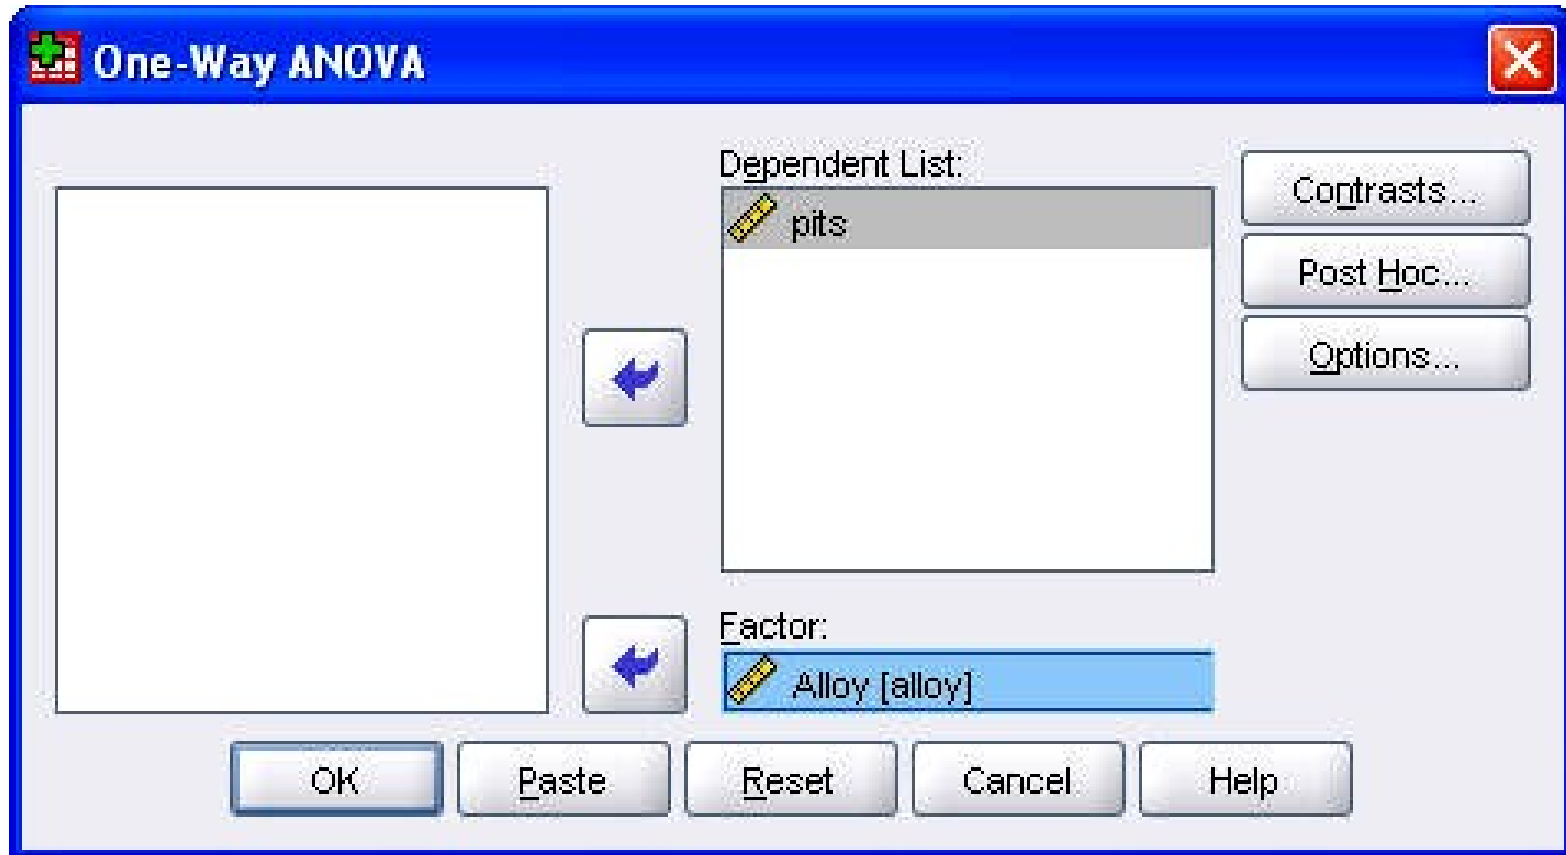 One-Way ANOVA
Dependent List:
pits
Contrasts...
Post Hoc...
Options...
Factor:
Alloy [alloy]
OK
Paste
Reset
Cancel
Help